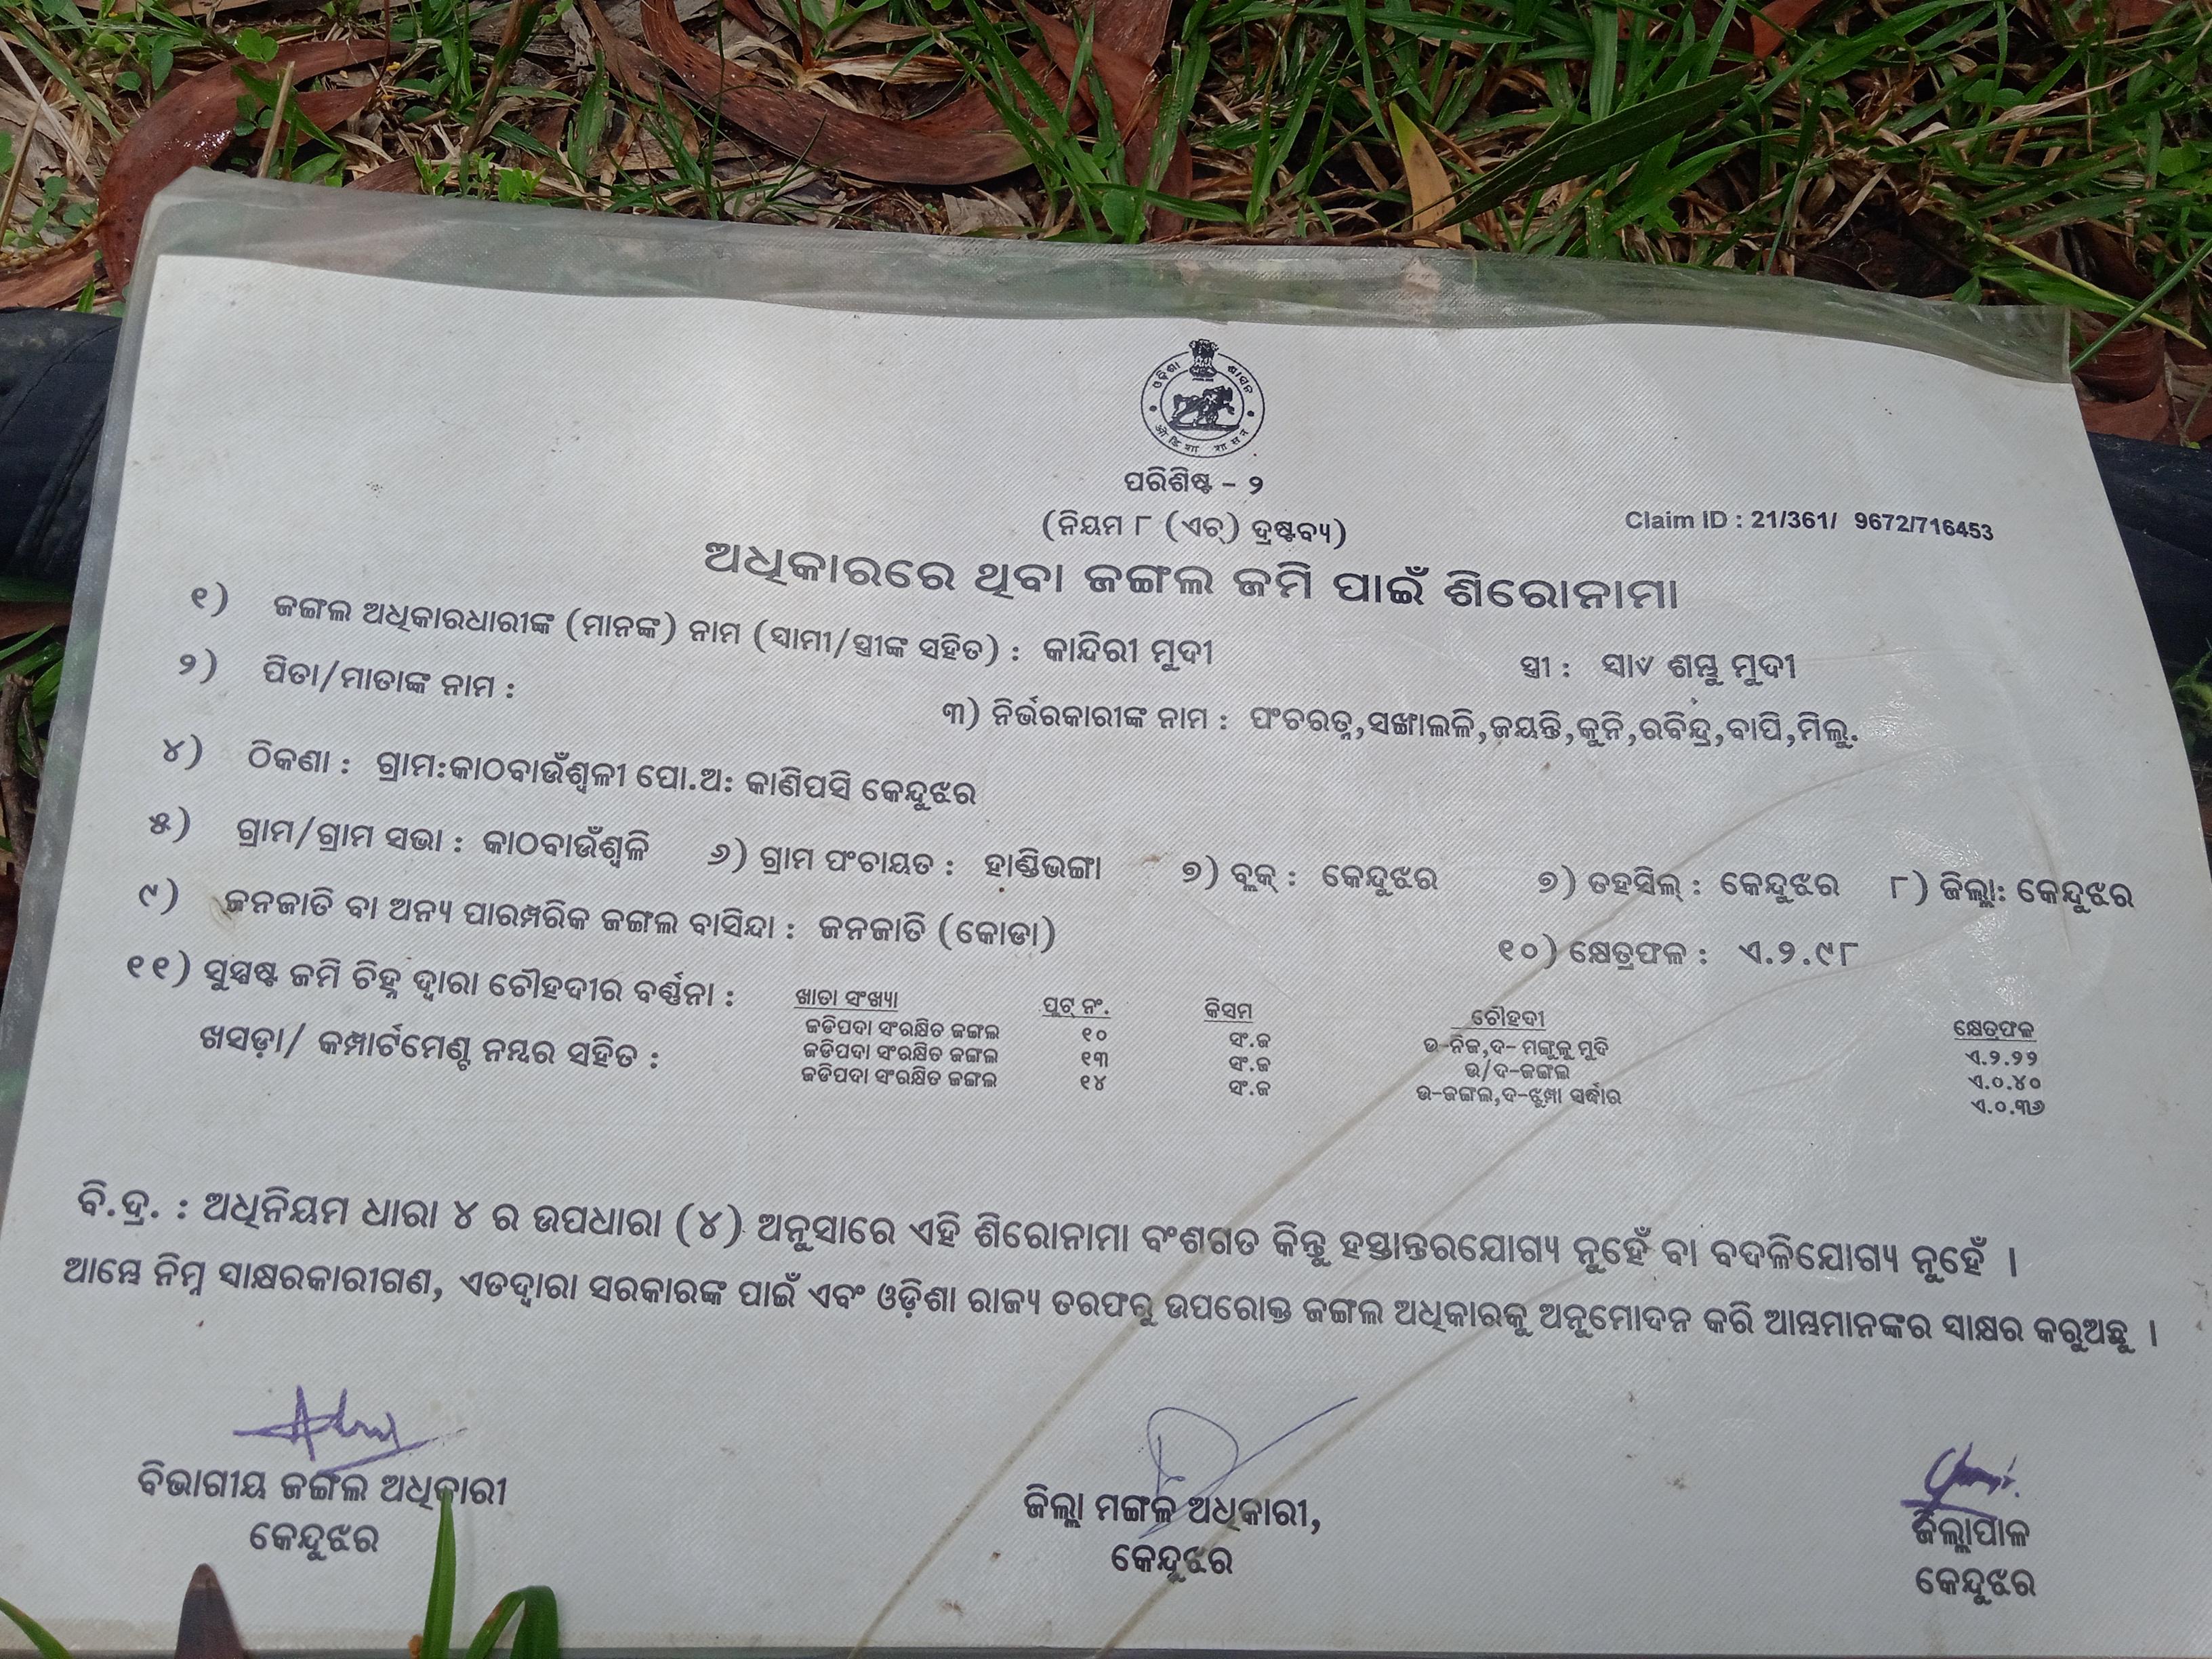 ଓଡ଼ିଶା ଶାସନ
ओडिशा शासन
ପରିଶିଷ୍ଟ - ୨
(ନିୟମ ୮ (ଏଚ୍) ଦ୍ରଷ୍ଟବ୍ୟ)
Claim ID : 21/361/ 9672/716453
ଅଧିକାରରେ ଥିବା ଜଙ୍ଗଲ ଜମି ପାଇଁ ଶିରୋନାମା
୧) ଜଙ୍ଗଲ ଅଧିକାରଧାରୀଙ୍କ (ମାନଙ୍କ) ନାମ (ସ୍ୱାମୀ/ସ୍ତ୍ରୀଙ୍କ ସହିତ) : କାନ୍ଦିରୀ ମୁଦୀ ସ୍ତ୍ରୀ : ସ୍ୱା୰ ଶମ୍ଭୁ ମୁଦୀ
୨) ପିତା/ମାତାଙ୍କ ନାମ :
୩) ନିର୍ଭରକାରୀଙ୍କ ନାମ : ପଂଚରତ୍ନ,ସଙ୍ଖାଳଳି,ଜୟନ୍ତି,କୁନି,ରବିନ୍ଦ୍ର,ବାପି,ମିଲୁ.
୪) ଠିକଣା : ଗ୍ରାମ:କାଠବାଉଁଶୁଳୀ ପୋ.ଅ: କାଣିପସି କେନ୍ଦୁଝର
୫) ଗ୍ରାମ/ଗ୍ରାମ ସଭା : କାଠବାଉଁଶୁଳି ୬) ଗ୍ରାମ ପଂଚାୟତ : ହାଣ୍ଡିଭଙ୍ଗା ୭) ବ୍ଲକ୍ : କେନ୍ଦୁଝର ୭) ତହସିଲ୍ : କେନ୍ଦୁଝର ୮) ଜିଲ୍ଲା: କେନ୍ଦୁଝର
୯) ଜନଜାତି ବା ଅନ୍ୟ ପାରମ୍ପରିକ ଜଙ୍ଗଲ ବାସିନ୍ଦା : ଜନଜାତି (କୋଡା) ୧୦) କ୍ଷେତ୍ରଫଳ : ଏ.୨.୯୮
୧୧) ସୁସ୍ପଷ୍ଟ ଜମି ଚିହ୍ନ ଦ୍ୱାରା ଚୌହଦୀର ବର୍ଣ୍ଣନା :
ଖସଡ଼ା/ କମ୍ପାର୍ଟମେଣ୍ଟ ନମ୍ବର ସହିତ :
ଖାତା ସଂଖ୍ୟା ପ୍ଲଟ୍ ନଂ. କିସମ ଚୌହଦୀ କ୍ଷେତ୍ରଫଳ
ଜଡିପଦା ସଂରକ୍ଷିତ ଜଙ୍ଗଲ ୧୦ ସଂ.ଜ ଉ-ନିଜ,ଦ- ମଙ୍ଗୁଳୁ ମୁଦି ଏ.୨.୨୨
ଜଡିପଦା ସଂରକ୍ଷିତ ଜଙ୍ଗଲ ୧୩ ସଂ.ଜ ଉ/ଦ-ଜଙ୍ଗଲ ଏ.୦.୪୦
ଜଡିପଦା ସଂରକ୍ଷିତ ଜଙ୍ଗଲ ୧୪ ସଂ.ଜ ଉ-ଜଙ୍ଗଲ,ଦ-ଝୁମ୍ପା ସର୍ଦ୍ଧାର ଏ.୦.୩୬
ବି.ଦ୍ର. : ଅଧିନିୟମ ଧାରା ୪ ର ଉପଧାରା (୪) ଅନୁସାରେ ଏହି ଶିରୋନାମା ବଂଶଗତ କିନ୍ତୁ ହସ୍ତାନ୍ତରଯୋଗ୍ୟ ନୁହେଁ ବା ବଦଳିଯୋଗ୍ୟ ନୁହେଁ ।
ଆମ୍ଭେ ନିମ୍ନ ସାକ୍ଷରକାରୀଗଣ, ଏତଦ୍ୱାରା ସରକାରଙ୍କ ପାଇଁ ଏବଂ ଓଡ଼ିଶା ରାଜ୍ୟ ତରଫରୁ ଉପରୋକ୍ତ ଜଙ୍ଗଲ ଅଧିକାରକୁ ଅନୁମୋଦନ କରି ଆମ୍ଭମାନଙ୍କର ସାକ୍ଷର କରୁଅଛୁ ।
ବିଭାଗୀୟ ଜଙ୍ଗଲ ଅଧିକାରୀ
କେନ୍ଦୁଝର
ଜିଲ୍ଲା ମଙ୍ଗଳ ଅଧିକାରୀ,
କେନ୍ଦୁଝର
ଜିଲ୍ଲାପାଳ
କେନ୍ଦୁଝର